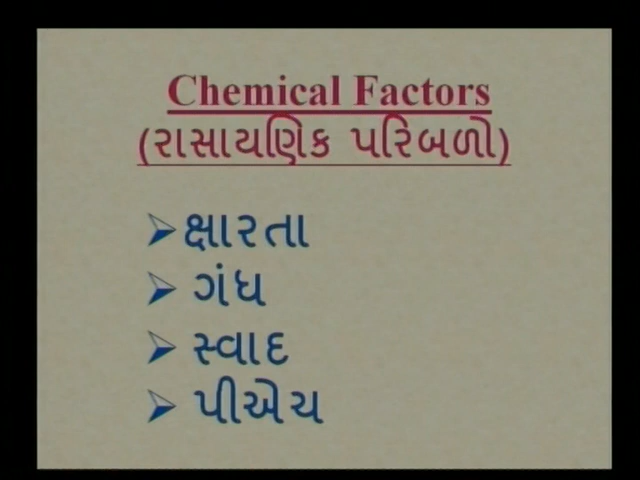 Chemical Factors
(રાસાયણિક પરિબળો)
ક્ષારતા
ગંધ
સ્વાદ
પીએચ